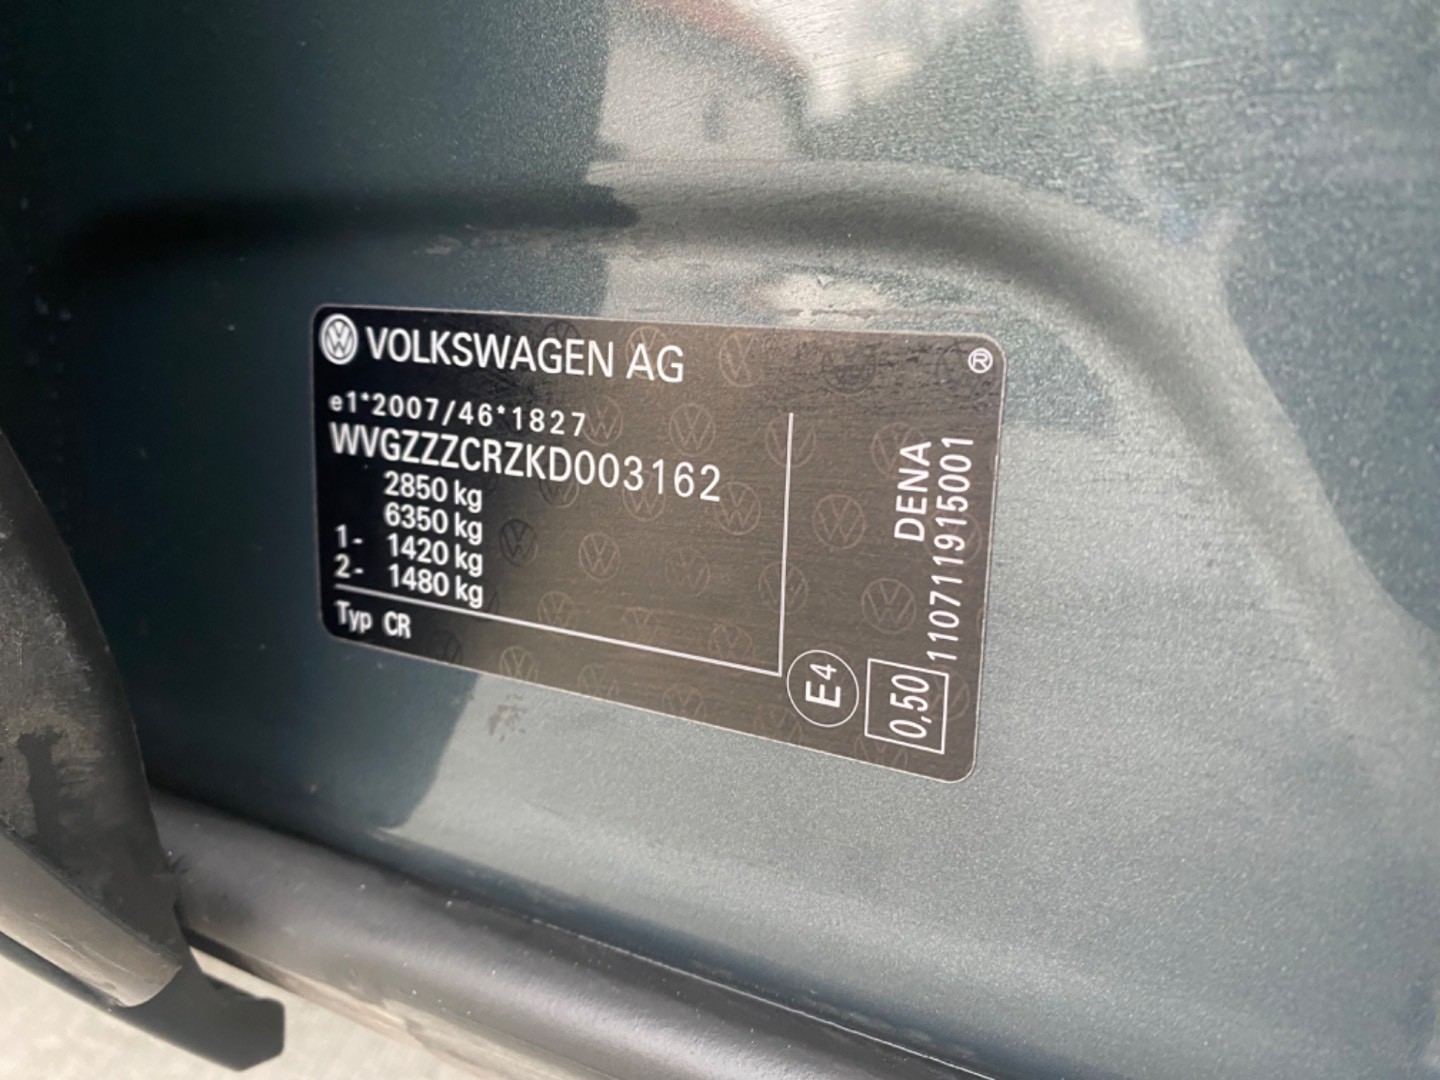 VOLKSWAGEN AG ®
e1*2007/46*1827
WVGZZZCRZKD003162
2850 kg
6350 kg
1- 1420 kg
2- 1480 kg
Typ CR
DENA
110711915001
E4
0,50